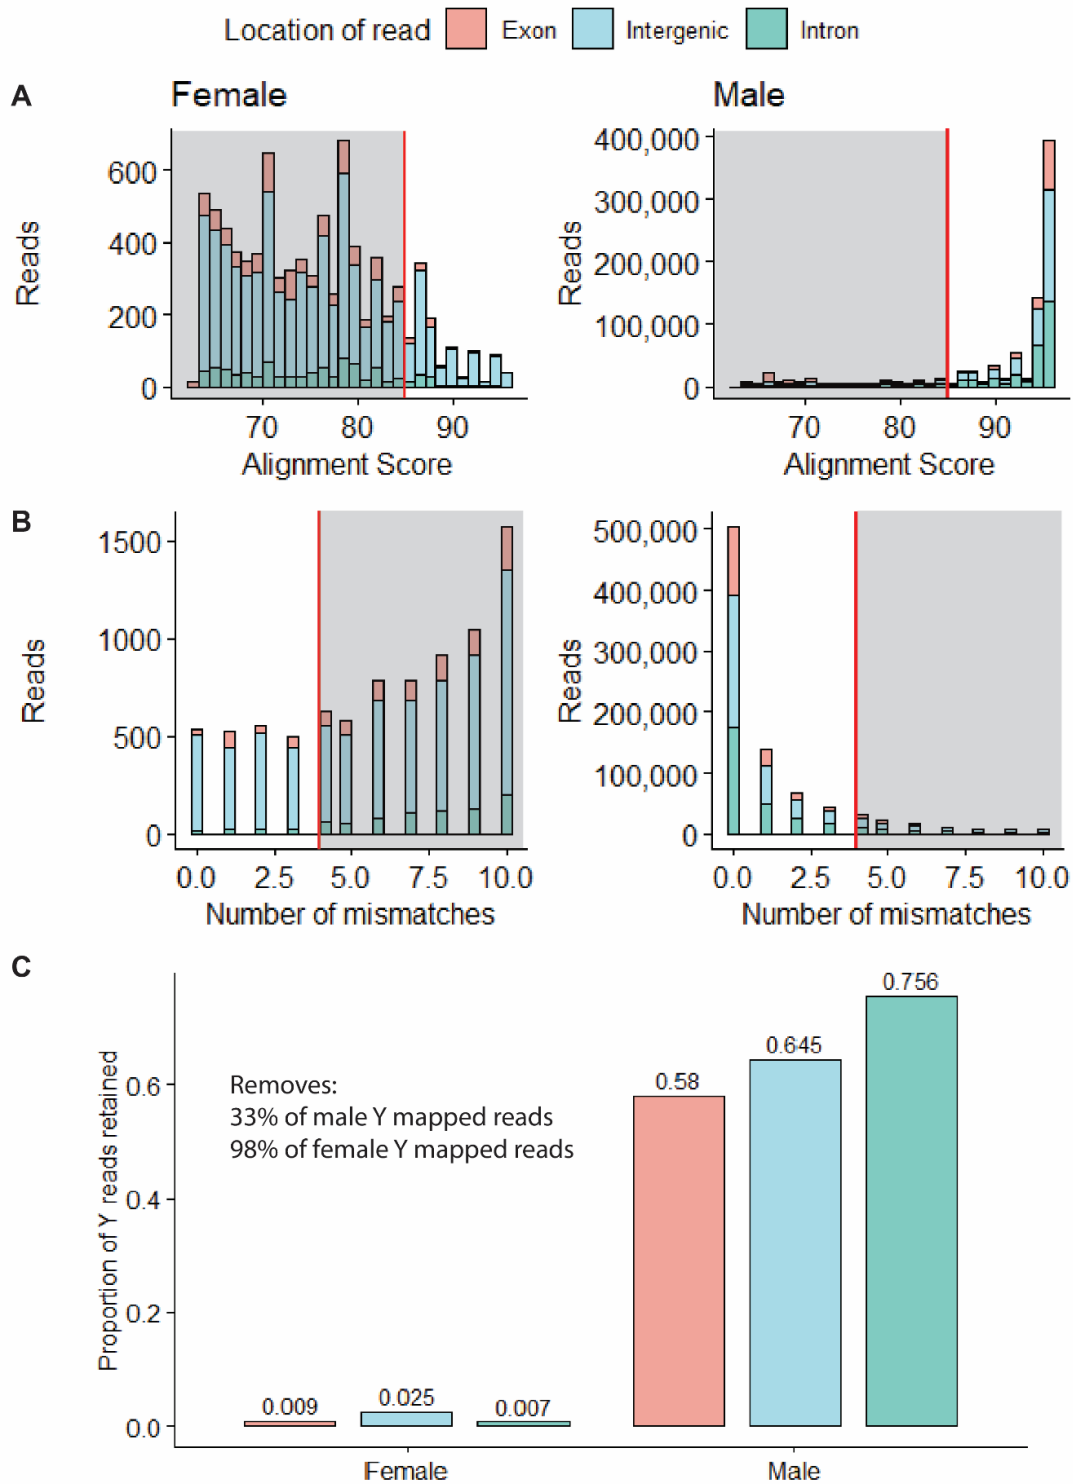 Location of read Exon Intergenic Intron
A
Female
Male
600
400
200
0
Reads
70 80 90
Alignment Score
400,000
300,000
200,000
100,000
0
Reads
70 80 90
Alignment Score
B
1500
1000
500
0
Reads
0.0 2.5 5.0 7.5 10.0
Number of mismatches
500,000
400,000
300,000
200,000
100,000
0
Reads
0.0 2.5 5.0 7.5 10.0
Number of mismatches
C
Proportion of Y reads retained
0.6
0.4
0.2
0.0
Removes:
33% of male Y mapped reads
98% of female Y mapped reads
0.009
0.025
0.007
0.58
0.645
0.756
Female
Male